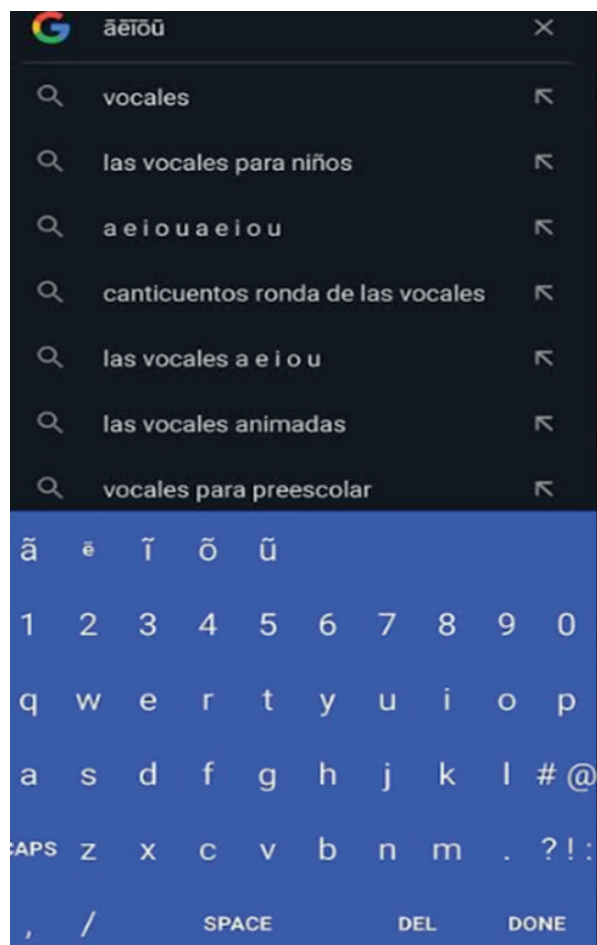 āēīōū
vocales
las vocales para niños
a e i o u a e i o u
canticuentos ronda de las vocales
las vocales a e i o u
las vocales animadas
vocales para preescolar
ã ẽ ĩ õ ũ
1 2 3 4 5 6 7 8 9 0
q w e r t y u i o p
a s d f g h j k l # @
CAPS z x c v b n m . ? ! :
, / SPACE DEL DONE